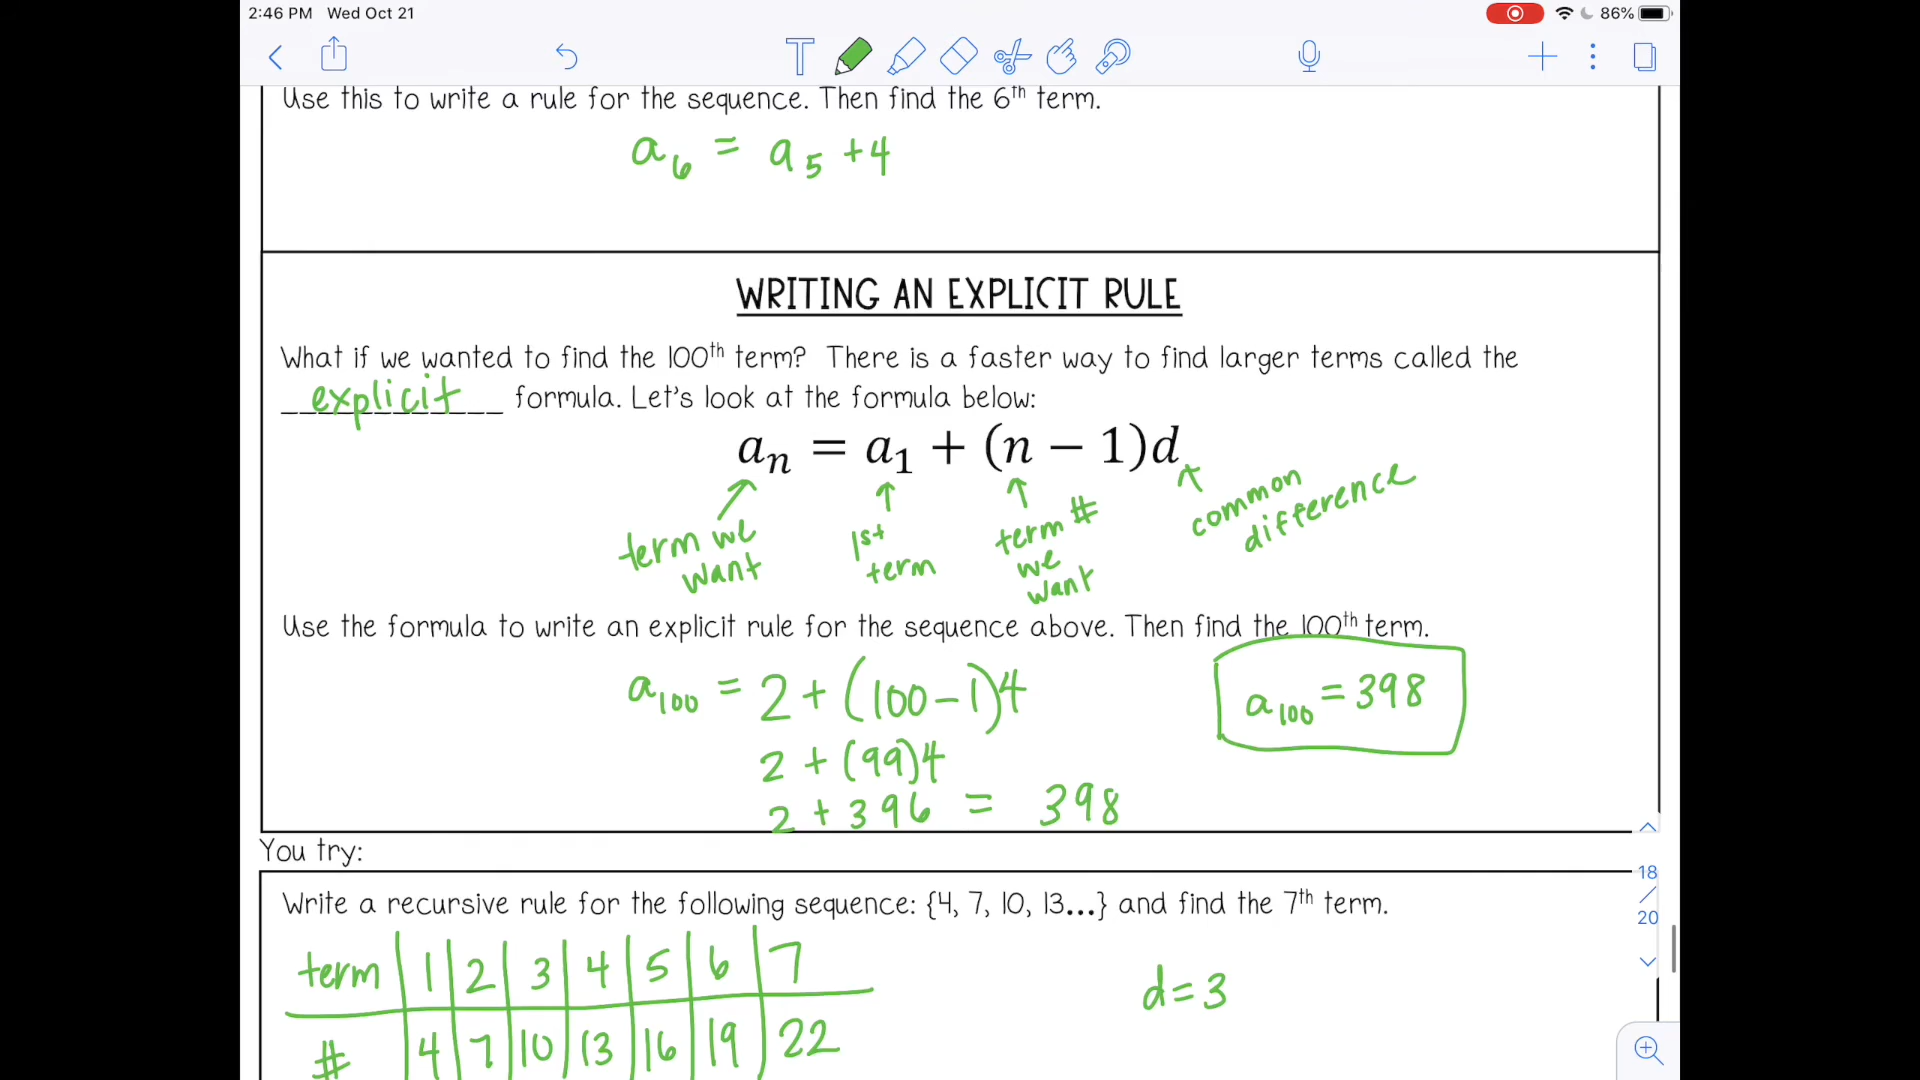 2:46 PM Wed Oct 21
86%
Use this to write a rule for the sequence. Then find the 6th term.
a6 = a5 +4
WRITING AN EXPLICIT RULE
What if we wanted to find the 100th term? There is a faster way to find larger terms called the
explicit formula. Let's look at the formula below:
an = a1 + (n − 1)d
term we want
1st term
term # we want
common difference
Use the formula to write an explicit rule for the sequence above. Then find the 100th term.
a100 = 2 + (100 − 1)4
a100 = 398
2 + (99)4
2 + 396 = 398
You try:
18
20
Write a recursive rule for the following sequence: {4, 7, 10, 13...} and find the 7th term.
term 1 2 3 4 5 6 7
d = 3
# 4 7 10 13 16 19 22